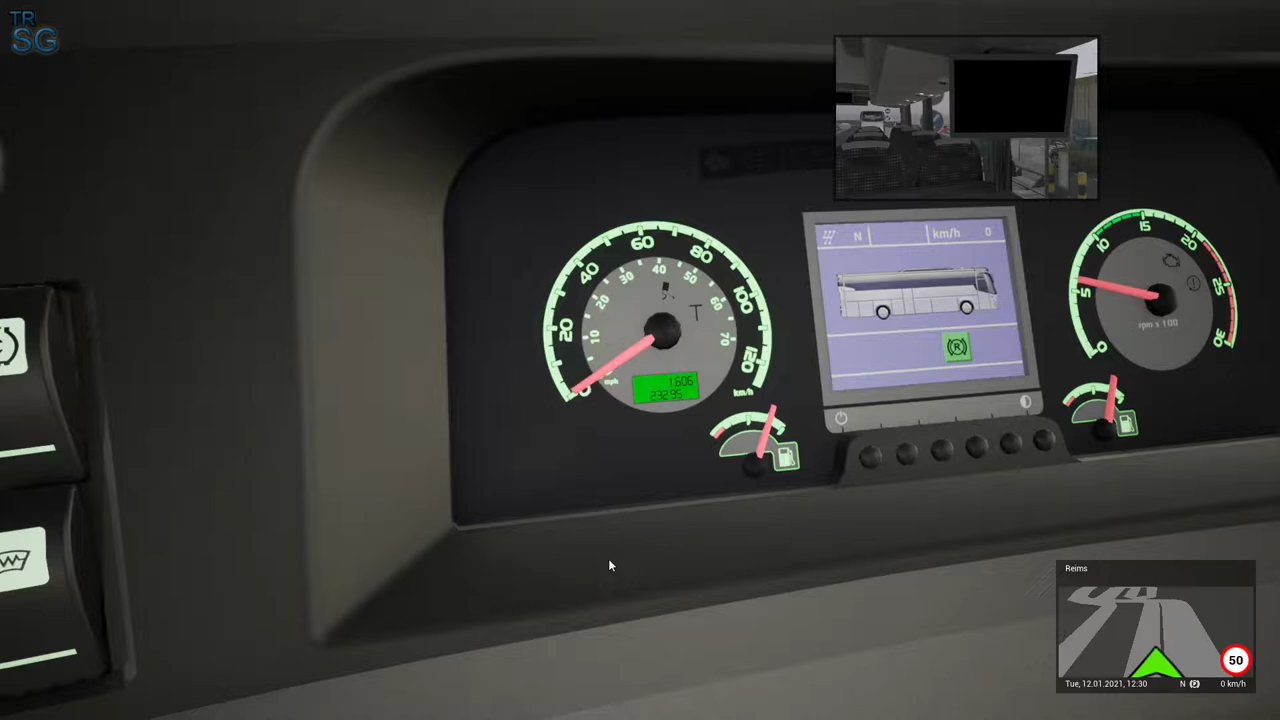 TR
SG
60
80
40
100
20
120
0
40
30
50
20
60
10
70
mph
km/h
1.606
232.95
N
km/h 0
R
15
10
20
5
25
0
30
rpm x 100
Reims
50
Tue, 12.01.2021, 12.30
N (P)
0 km/h